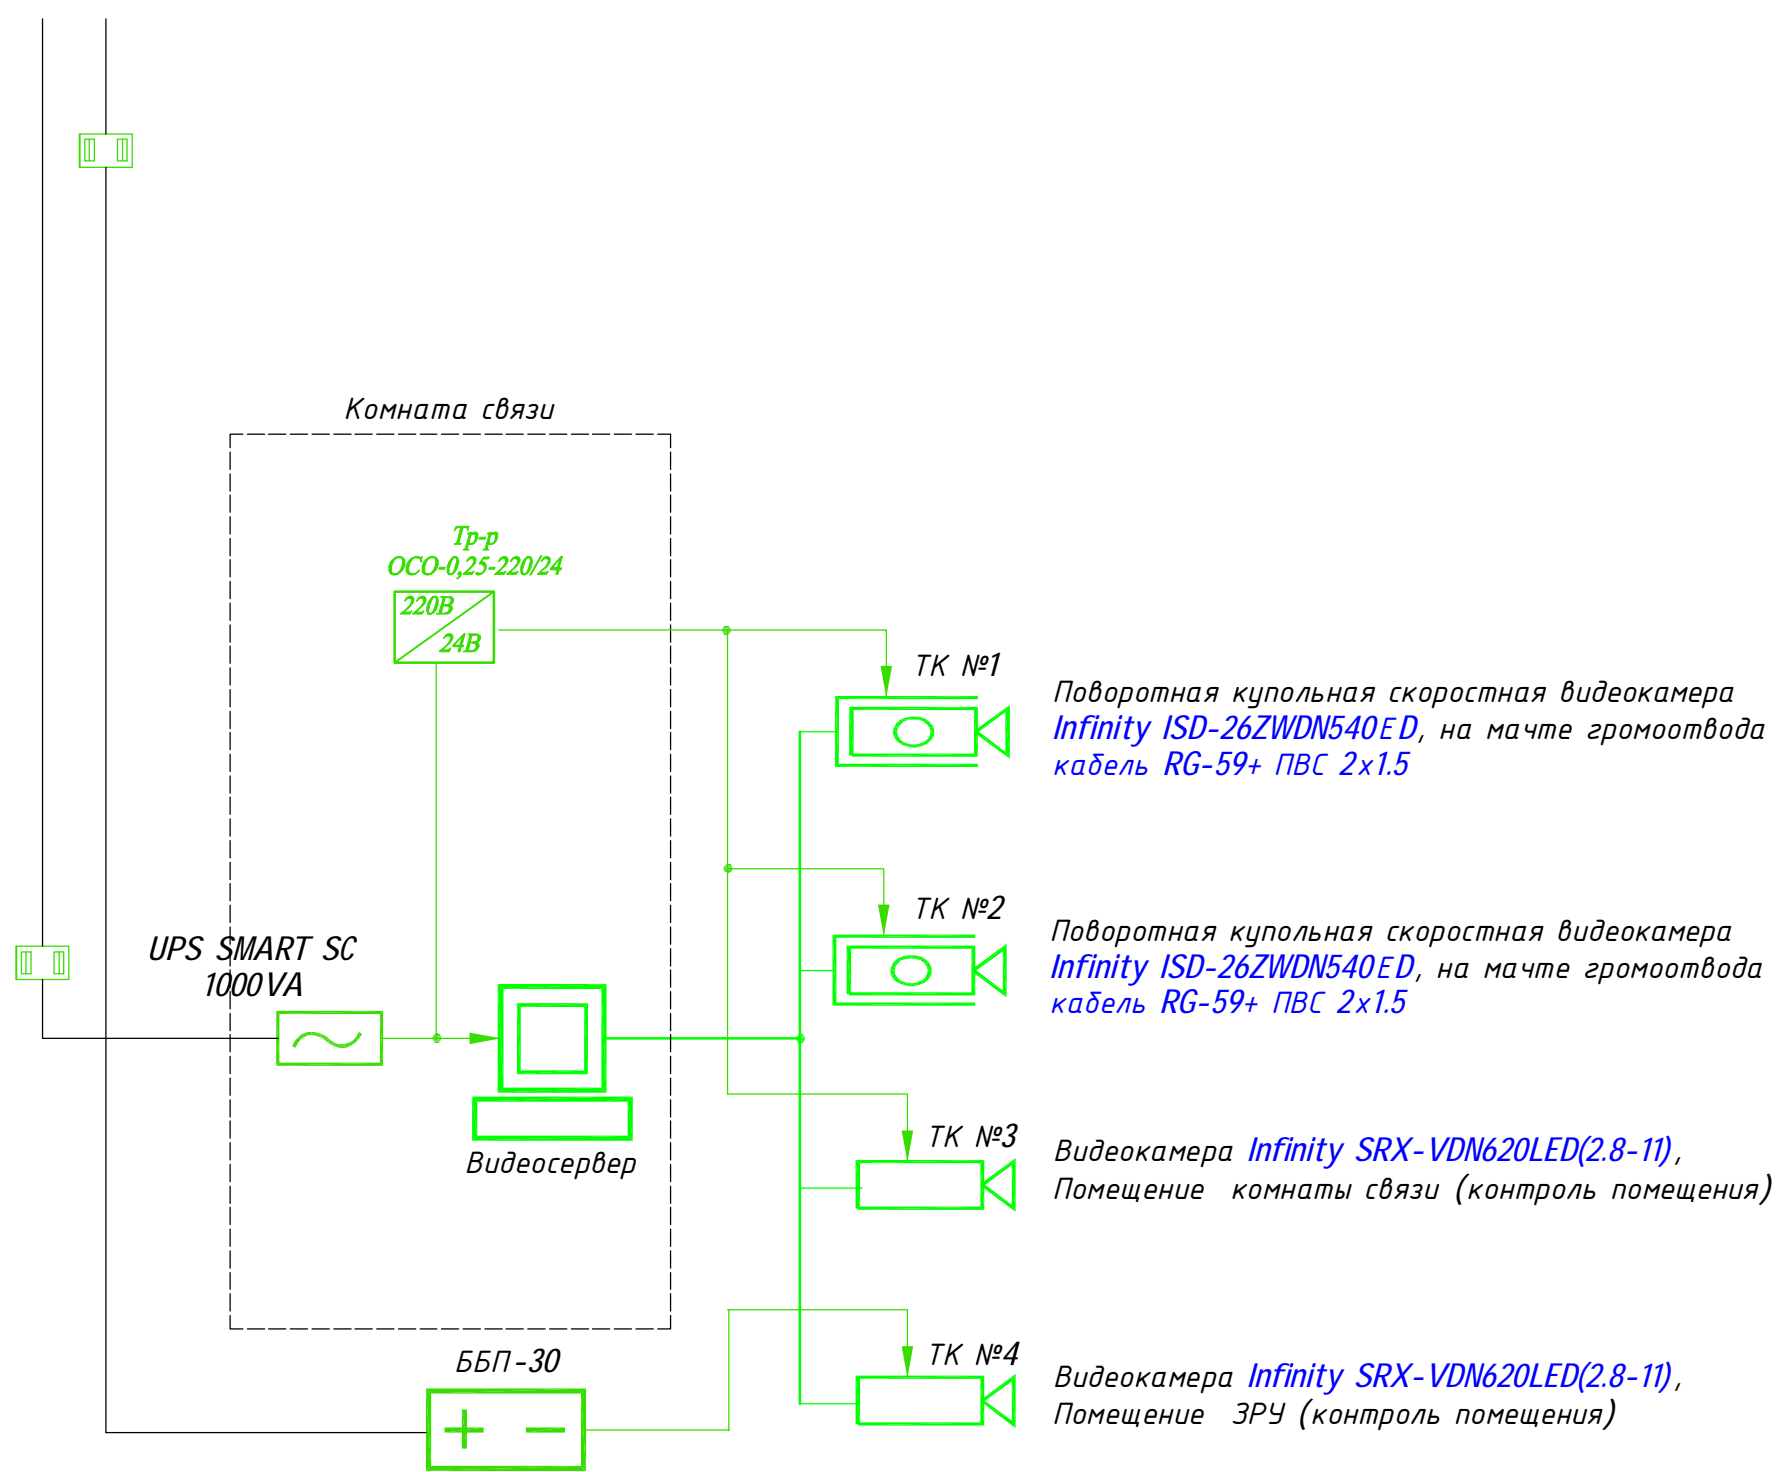 Комната связи
Тр-р
ОСО-0,25-220/24
220В
24В
ТК №1
Поворотная купольная скоростная видеокамера
Infinity ISD-26ZWDN540ED, на мачте громоотвода
кабель RG-59+ ПВС 2x1.5
UPS SMART SC
1000VA
ТК №2
Поворотная купольная скоростная видеокамера
Infinity ISD-26ZWDN540ED, на мачте громоотвода
кабель RG-59+ ПВС 2x1.5
Видеосервер
ТК №3
Видеокамера Infinity SRX-VDN620LED(2.8-11),
Помещение комнаты связи (контроль помещения)
ББП-30
ТК №4
Видеокамера Infinity SRX-VDN620LED(2.8-11),
Помещение ЗРУ (контроль помещения)